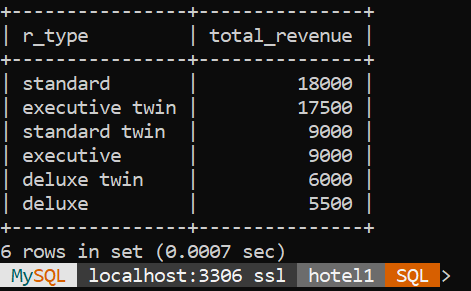 +----------------+---------------+
| r_type         | total_revenue |
+----------------+---------------+
| standard       |         18000 |
| executive twin |         17500 |
| standard twin  |          9000 |
| executive      |          9000 |
| deluxe twin    |          6000 |
| deluxe         |          5500 |
+----------------+---------------+
6 rows in set (0.0007 sec)
MySQL localhost:3306 ssl hotel1 SQL >